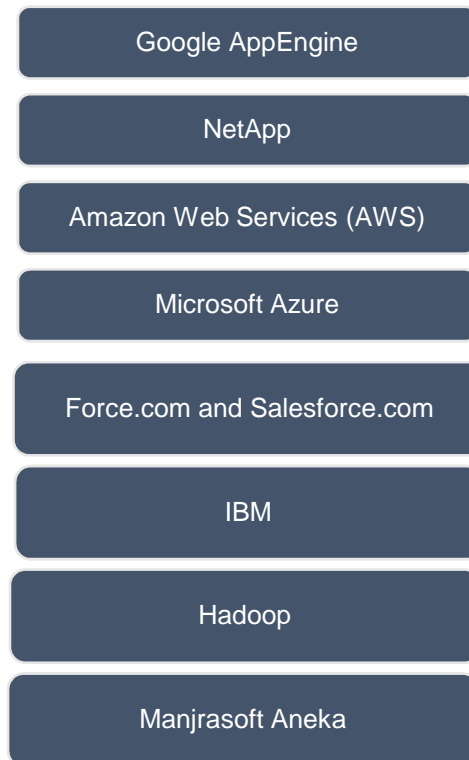 Google AppEngine
NetApp
Amazon Web Services (AWS)
Microsoft Azure
Force.com and Salesforce.com
IBM
Hadoop
Manjrasoft Aneka